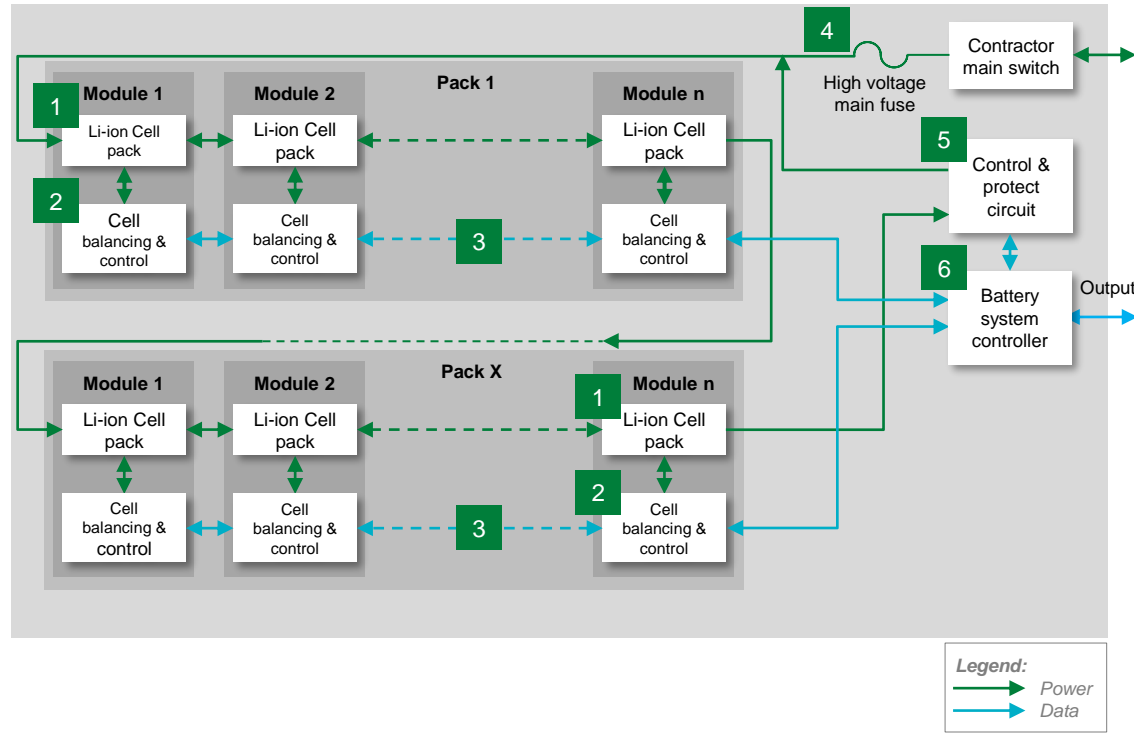 4
Contractor
main switch
High voltage
main fuse
Pack 1
Module 1
Module 2
Module n
1
Li-ion Cell
pack
Li-ion Cell
pack
Li-ion Cell
pack
5
Control &
protect
circuit
2
Cell
balancing &
control
Cell
balancing &
control
3
Cell
balancing &
control
6
Battery
system
controller
Output
Pack X
Module 1
Module 2
Module n
Li-ion Cell
pack
Li-ion Cell
pack
1
Li-ion Cell
pack
Cell
balancing &
control
Cell
balancing &
control
3
2
Cell
balancing &
control
Legend:
Power
Data